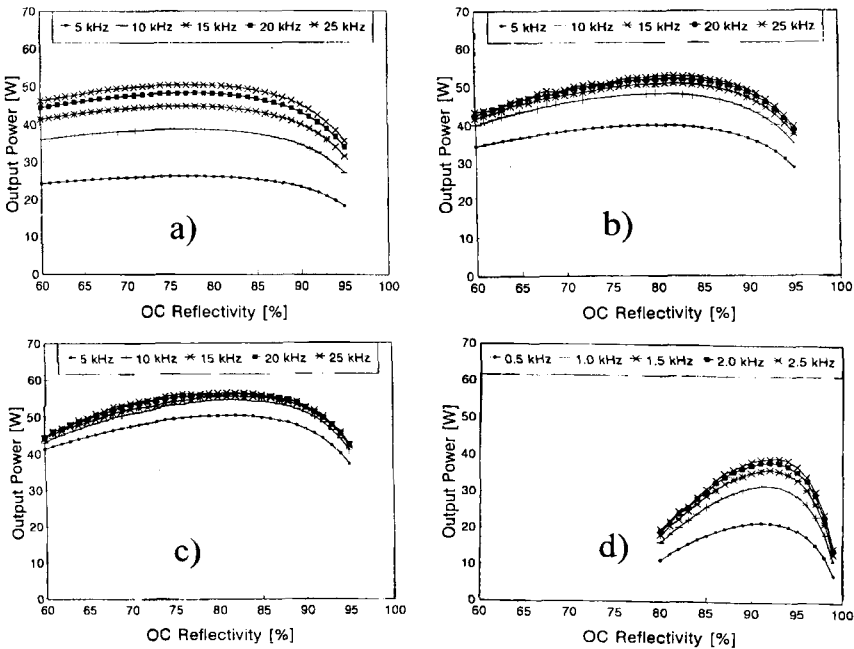 5 kHz 10 kHz 15 kHz 20 kHz 25 kHz
Output Power [W]
70
60
50
40
30
20
10
0
a)
60 65 70 75 80 85 90 95 100
OC Reflectivity [%]
5 kHz 10 kHz 15 kHz 20 kHz 25 kHz
Output Power [W]
70
60
50
40
30
20
10
0
b)
60 65 70 75 80 85 90 95 100
OC Reflectivity [%]
5 kHz 10 kHz 15 kHz 20 kHz 25 kHz
Output Power [W]
70
60
50
40
30
20
10
0
c)
60 65 70 75 80 85 90 95 100
OC Reflectivity [%]
0.5 kHz 1.0 kHz 1.5 kHz 2.0 kHz 2.5 kHz
Output Power [W]
70
60
50
40
30
20
10
0
d)
60 65 70 75 80 85 90 95 100
OC Reflectivity [%]